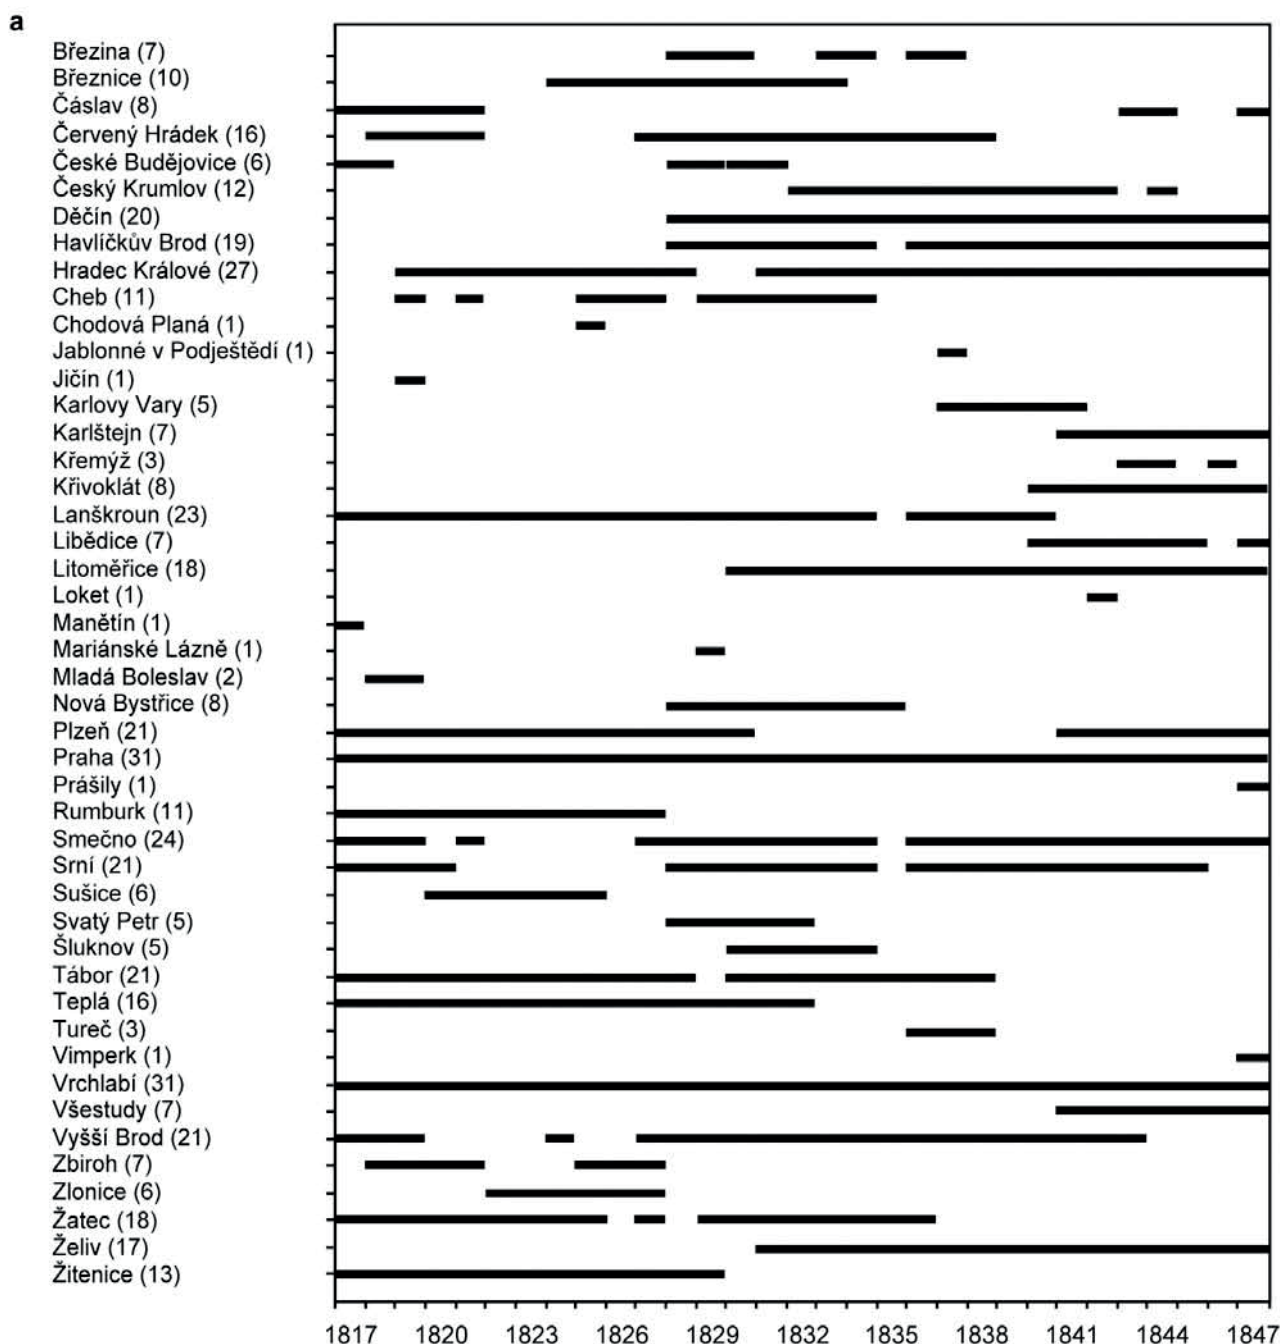 a
Březina (7)
Březnice (10)
Čáslav (8)
Červený Hrádek (16)
České Budějovice (6)
Český Krumlov (12)
Děčín (20)
Havlíčkův Brod (19)
Hradec Králové (27)
Cheb (11)
Chodová Planá (1)
Jablonné v Podještědí (1)
Jičín (1)
Karlovy Vary (5)
Karlštejn (7)
Křemýž (3)
Křivoklát (8)
Lanškroun (23)
Libědice (7)
Litoměřice (18)
Loket (1)
Manětín (1)
Mariánské Lázně (1)
Mladá Boleslav (2)
Nová Bystřice (8)
Plzeň (21)
Praha (31)
Prášily (1)
Rumburk (11)
Smečno (24)
Srní (21)
Sušice (6)
Svatý Petr (5)
Šluknov (5)
Tábor (21)
Teplá (16)
Tureč (3)
Vimperk (1)
Vrchlabí (31)
Všestudy (7)
Vyšší Brod (21)
Zbiroh (7)
Zlonice (6)
Žatec (18)
Želiv (17)
Žitenice (13)
1817 1820 1823 1826 1829 1832 1835 1838 1841 1844 1847